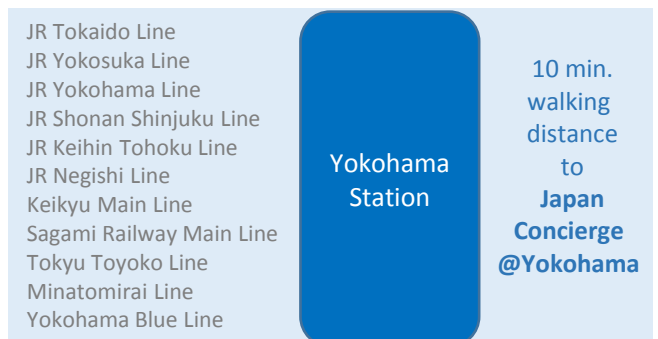 JR Tokaido Line
JR Yokosuka Line
JR Yokohama Line
JR Shonan Shinjuku Line
JR Keihin Tohoku Line
JR Negishi Line
Keikyu Main Line
Sagami Railway Main Line
Tokyu Toyoko Line
Minatomirai Line
Yokohama Blue Line
Yokohama
Station
10 min.
walking
distance
to
Japan
Concierge
@Yokohama